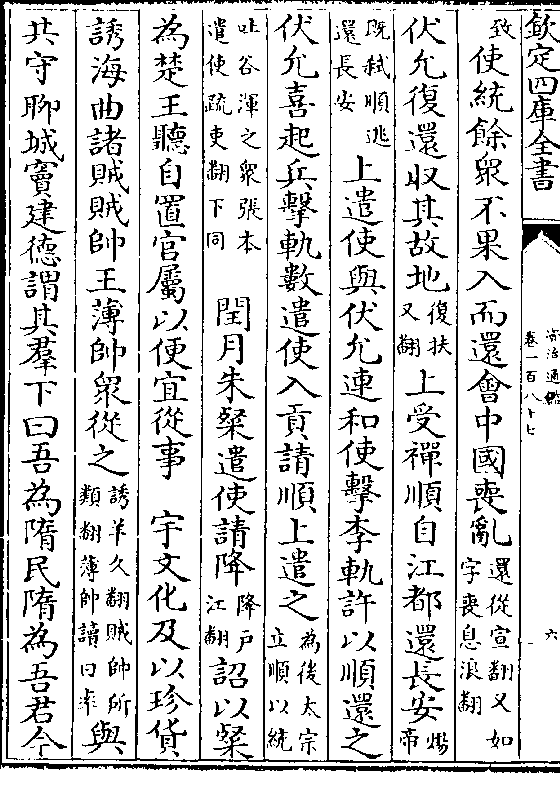 欽定四庫全書
資治通鑑
卷一百八十七
六
致使統餘衆不果入而還會中國喪亂還從宣翻又如字喪息浪翻
伏允復還收其故地復扶又翻上受禪順自江都還長安煬帝
既弒順逃還長安上遣使與伏允連和使擊李軌許以順還之
伏允喜起兵擊軌數遣使入貢請順上遣之為後太宗立順以統
吐谷渾之衆張本遣使疏吏翻下同閏月朱粲遣使請降降戶江翻詔以粲
為楚王聽自置官屬以便宜從事 宇文化及以珍貨
誘海曲諸賊賊帥王薄帥衆從之誘羊久翻賊帥所類翻薄帥讀曰率與
共守聊城竇建德謂其羣下曰吾為隋民隋為吾君今